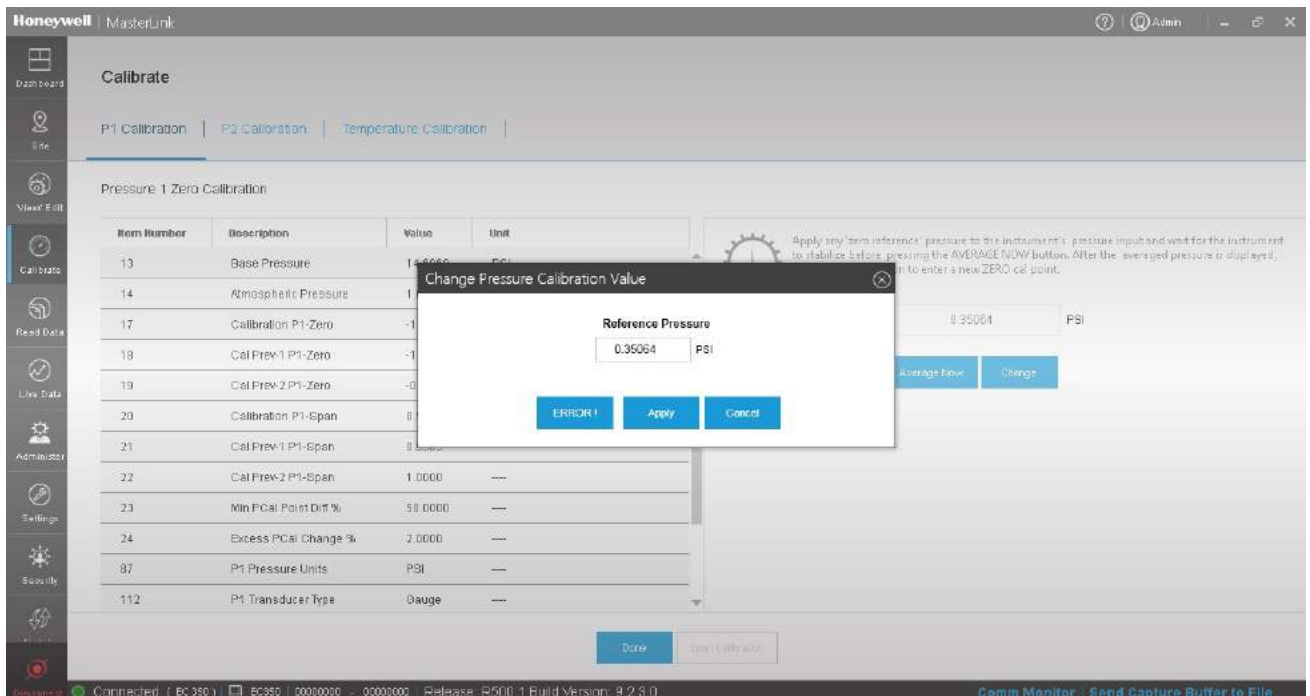 Honeywell | MasterLink
Admin
Dashboard
Site
View/ Edit
Calibrate
Read Data
Live Data
Administer
Settings
Security
Calibrate
P1 Calibration | P2 Calibration | Temperature Calibration
Pressure 1 Zero Calibration
Item Number Description Value Unit
13 Base Pressure PSI
14 Atmospheric Pressure
17 Calibration P1-Zero
18 Cal Prev-1 P1-Zero
19 Cal Prev-2 P1-Zero
20 Calibration P1-Span
21 Cal Prev-1 P1-Span
22 Cal Prev-2 P1-Span 1.0000 ----
23 Min PCal Point Diff % 50.0000 ----
24 Excess PCal Change % 2.0000 ----
87 P1 Pressure Units PSI ----
112 P1 Transducer Type Gauge ----
Apply any 'zero reference' pressure to the instrument's pressure input and wait for the instrument
to stabilize before pressing the AVERAGE NOW button. After the averaged pressure is displayed,
to enter a new ZERO cal point.
0.35064 PSI
Average Now Change
Change Pressure Calibration Value
Reference Pressure
0.35064 PSI
ERROR ! Apply Cancel
Done
Disconnect Connected ( EC 350 ) | EC350 | 00000000 - 00000000 | Release: R500.1 Build Version: 9.2.3.0
Comm Monitor | Send Capture Buffer to File